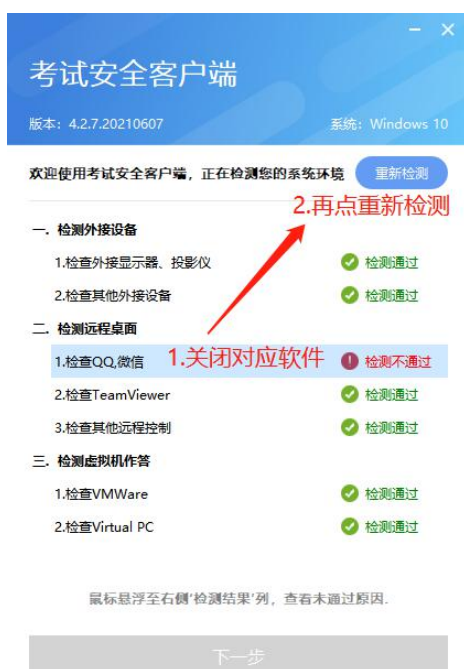 考试安全客户端
版本：4.2.7.20210607 系统：Windows 10
欢迎使用考试安全客户端，正在检测您的系统环境 重新检测
2.再点重新检测
一. 检测外接设备
1.检查外接显示器、投影仪 检测通过
2.检查其他外接设备 检测通过
二. 检测远程桌面
1.检查QQ,微信 1.关闭对应软件 检测不通过
2.检查TeamViewer 检测通过
3.检查其他远程控制 检测通过
三. 检测虚拟机作答
1.检查VMWare 检测通过
2.检查Virtual PC 检测通过
鼠标悬浮至右侧'检测结果'列，查看未通过原因.
下一步